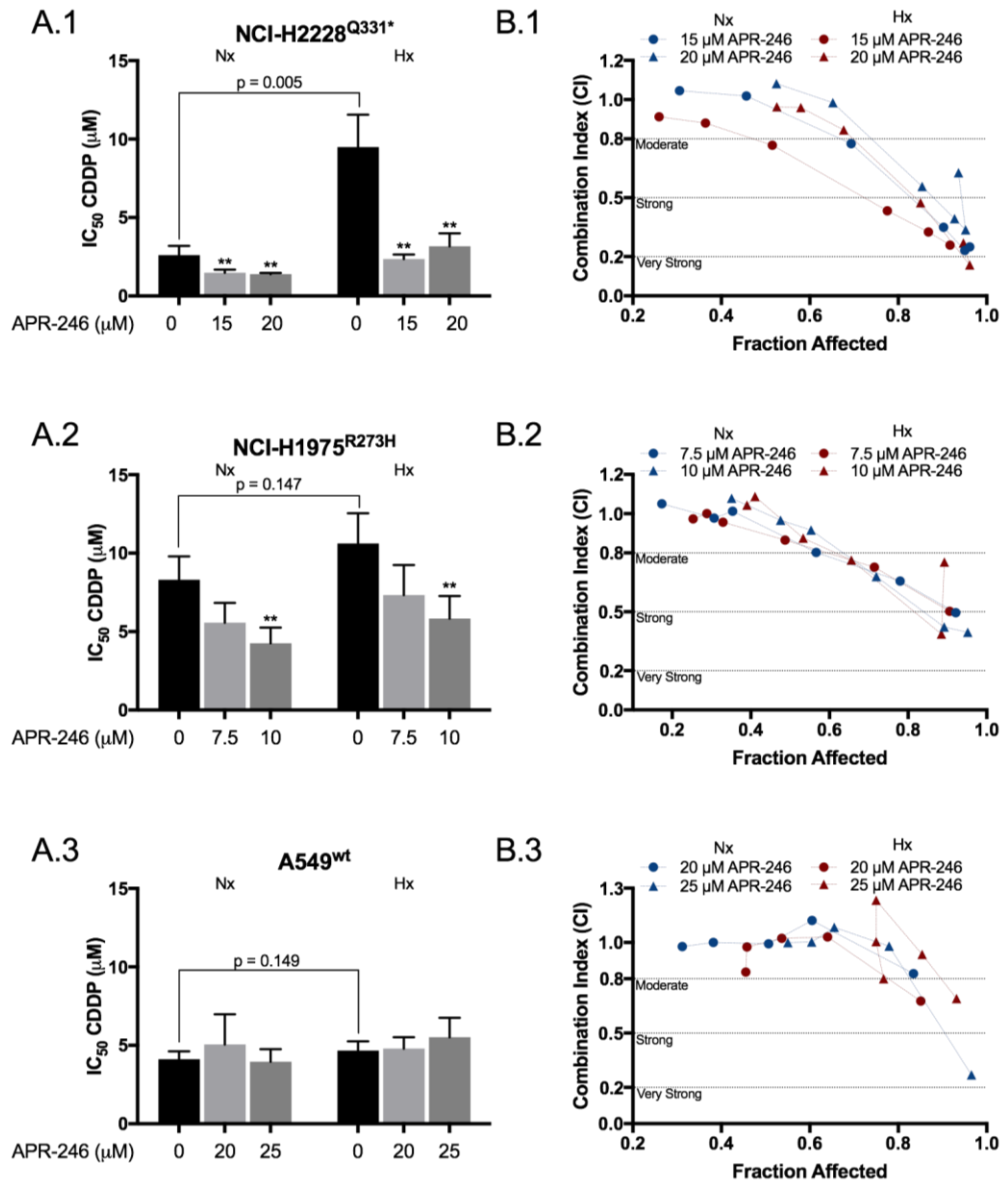 A.1
NCI-H2228Q331*
Nx
Hx
p = 0.005
15
10
5
0
IC50 CDDP (µM)
**
**
**
**
APR-246 (µM)
0 15 20 0 15 20
B.1
Nx Hx
15 µM APR-246 15 µM APR-246
20 µM APR-246 20 µM APR-246
1.2
1.0
0.8
0.5
0.2
0.0
Combination Index (CI)
Moderate
Strong
Very Strong
0.2 0.4 0.6 0.8 1.0
Fraction Affected
A.2
NCI-H1975R273H
Nx
Hx
p = 0.147
15
10
5
0
IC50 CDDP (µM)
**
**
APR-246 (µM)
0 7.5 10 0 7.5 10
B.2
Nx Hx
7.5 µM APR-246 7.5 µM APR-246
10 µM APR-246 10 µM APR-246
1.2
1.0
0.8
0.5
0.2
0.0
Combination Index (CI)
Moderate
Strong
Very Strong
0.2 0.4 0.6 0.8 1.0
Fraction Affected
A.3
A549wt
Nx
Hx
p = 0.149
15
10
5
0
IC50 CDDP (µM)
APR-246 (µM)
0 20 25 0 20 25
B.3
Nx Hx
20 µM APR-246 20 µM APR-246
25 µM APR-246 25 µM APR-246
1.3
1.0
0.8
0.5
0.2
0.0
Combination Index (CI)
Moderate
Strong
Very Strong
0.2 0.4 0.6 0.8 1.0
Fraction Affected